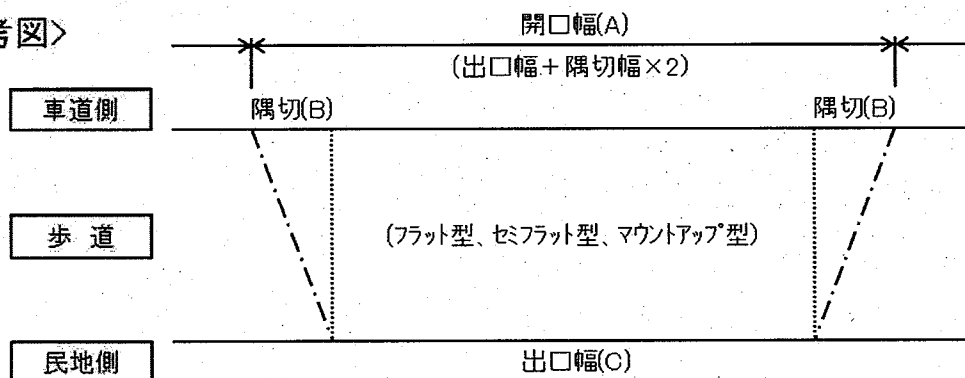 考図>
開口幅(A)
(出口幅+隅切幅×2)
車道側
隅切(B)
隅切(B)
歩 道
(フラット型、セミフラット型、マウントアップ型)
民地側
出口幅(C)